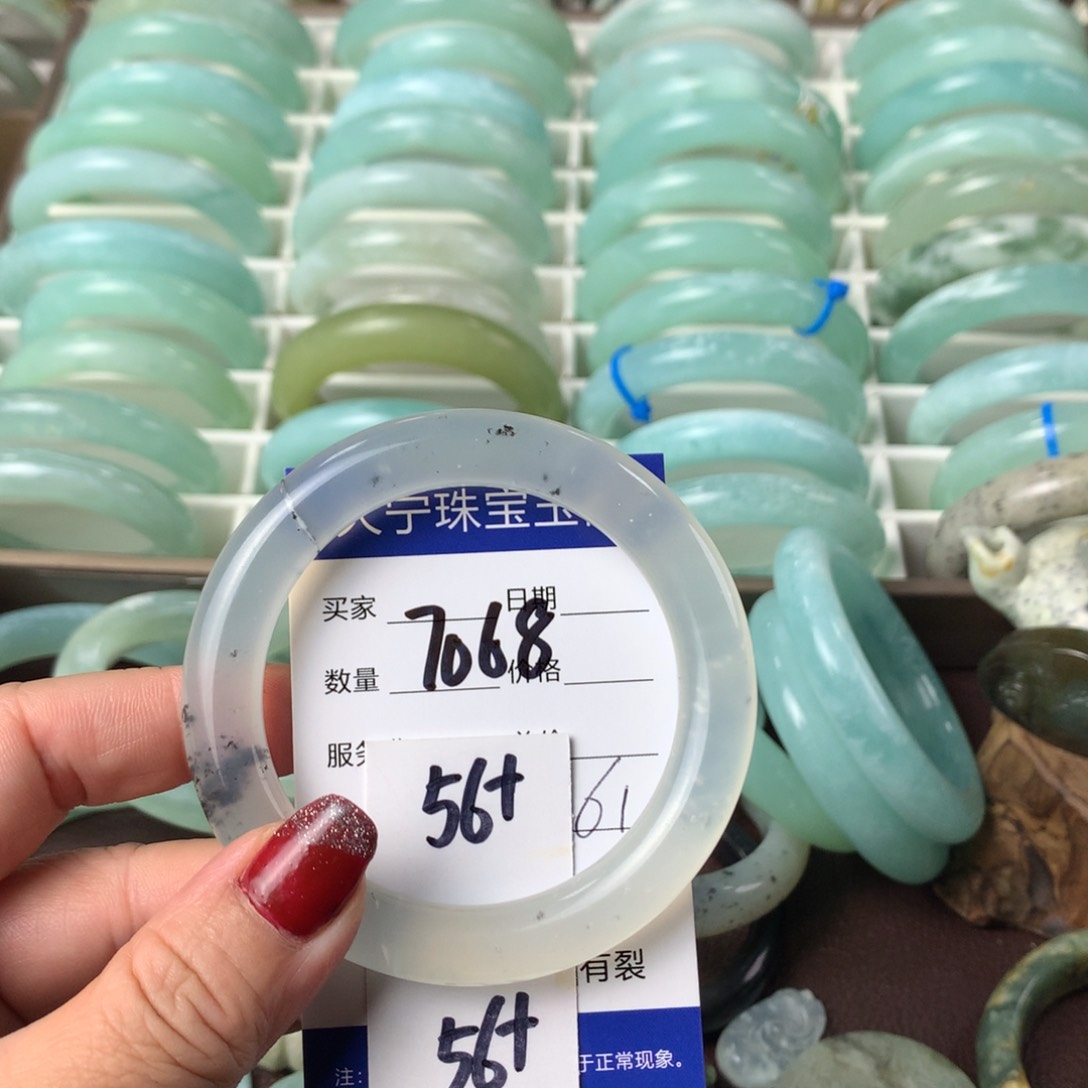 宁珠宝玉
买家 日期
7068
数量 价格
服务
61
56+
有裂
56+
注:
于正常现象。